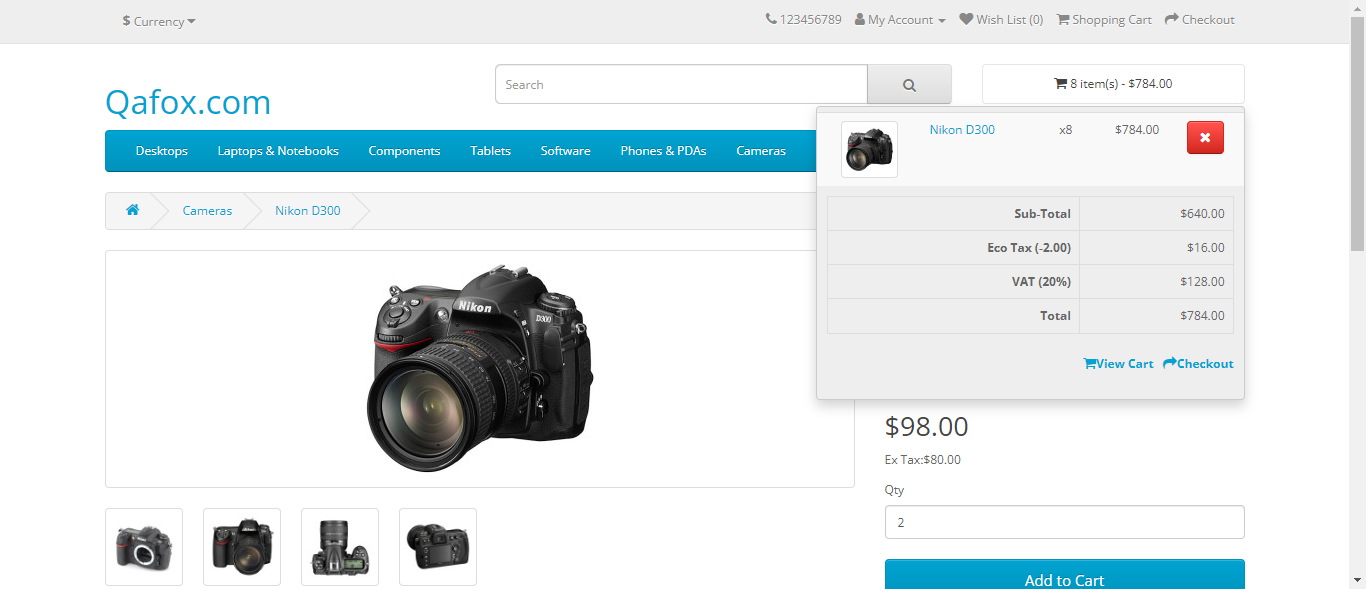 $ Currency
123456789 My Account Wish List (0) Shopping Cart Checkout
Qafox.com
Search
8 item(s) - $784.00
Desktops Laptops & Notebooks Components Tablets Software Phones & PDAs Cameras
Nikon D300 x8 $784.00
Sub-Total $640.00
Eco Tax (-2.00) $16.00
VAT (20%) $128.00
Total $784.00
View Cart Checkout
Cameras Nikon D300
Nikon
D300
$98.00
Ex Tax:$80.00
Qty
2
Add to Cart